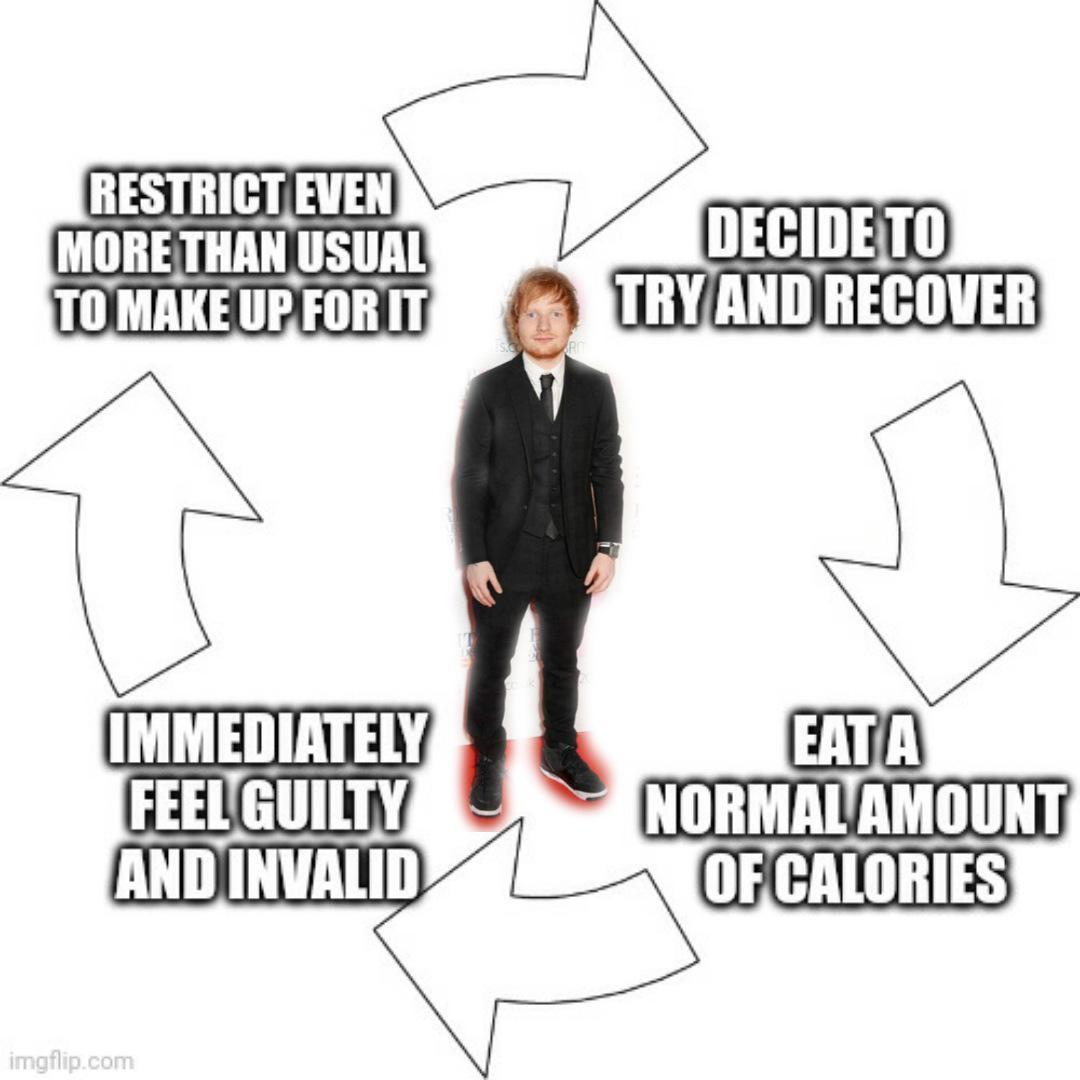 RESTRICT EVEN
MORE THAN USUAL
TO MAKE UP FOR IT
DECIDE TO
TRY AND RECOVER
EAT A
NORMAL AMOUNT
OF CALORIES
IMMEDIATELY
FEEL GUILTY
AND INVALID
imgflip.com